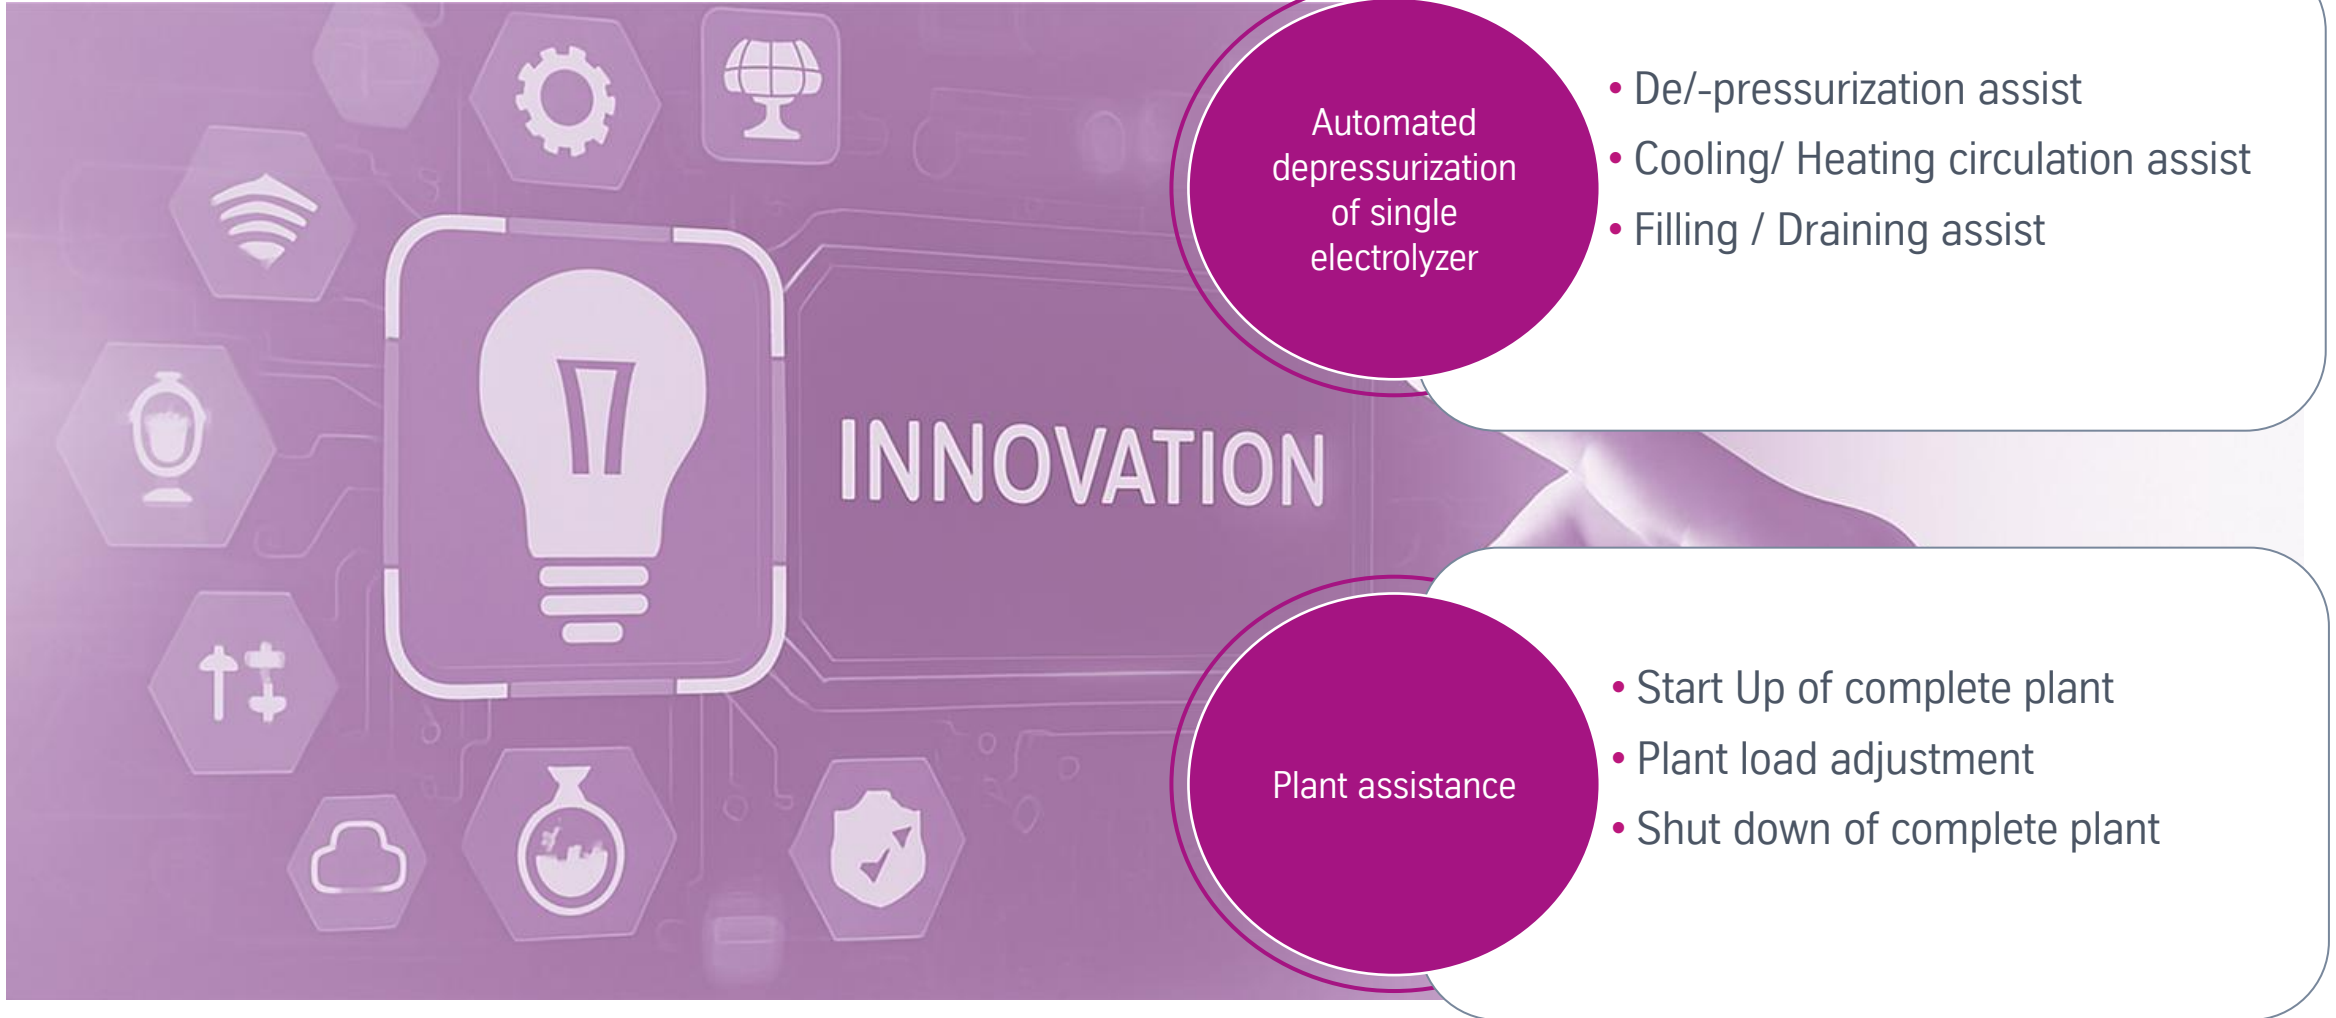 INNOVATION
Automated
depressurization
of single
electrolyzer
• De/-pressurization assist
• Cooling/ Heating circulation assist
• Filling / Draining assist
Plant assistance
• Start Up of complete plant
• Plant load adjustment
• Shut down of complete plant